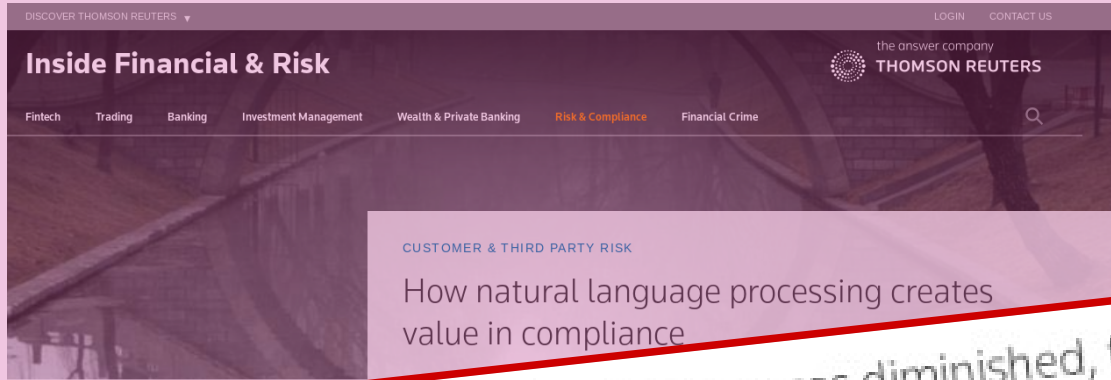 DISCOVER THOMSON REUTERS
LOGIN
CONTACT US
Inside Financial & Risk
the answer company
THOMSON REUTERS
Fintech
Trading
Banking
Investment Management
Wealth & Private Banking
Risk & Compliance
Financial Crime
CUSTOMER & THIRD PARTY RISK
How natural language processing creates
value in compliance
diminished,